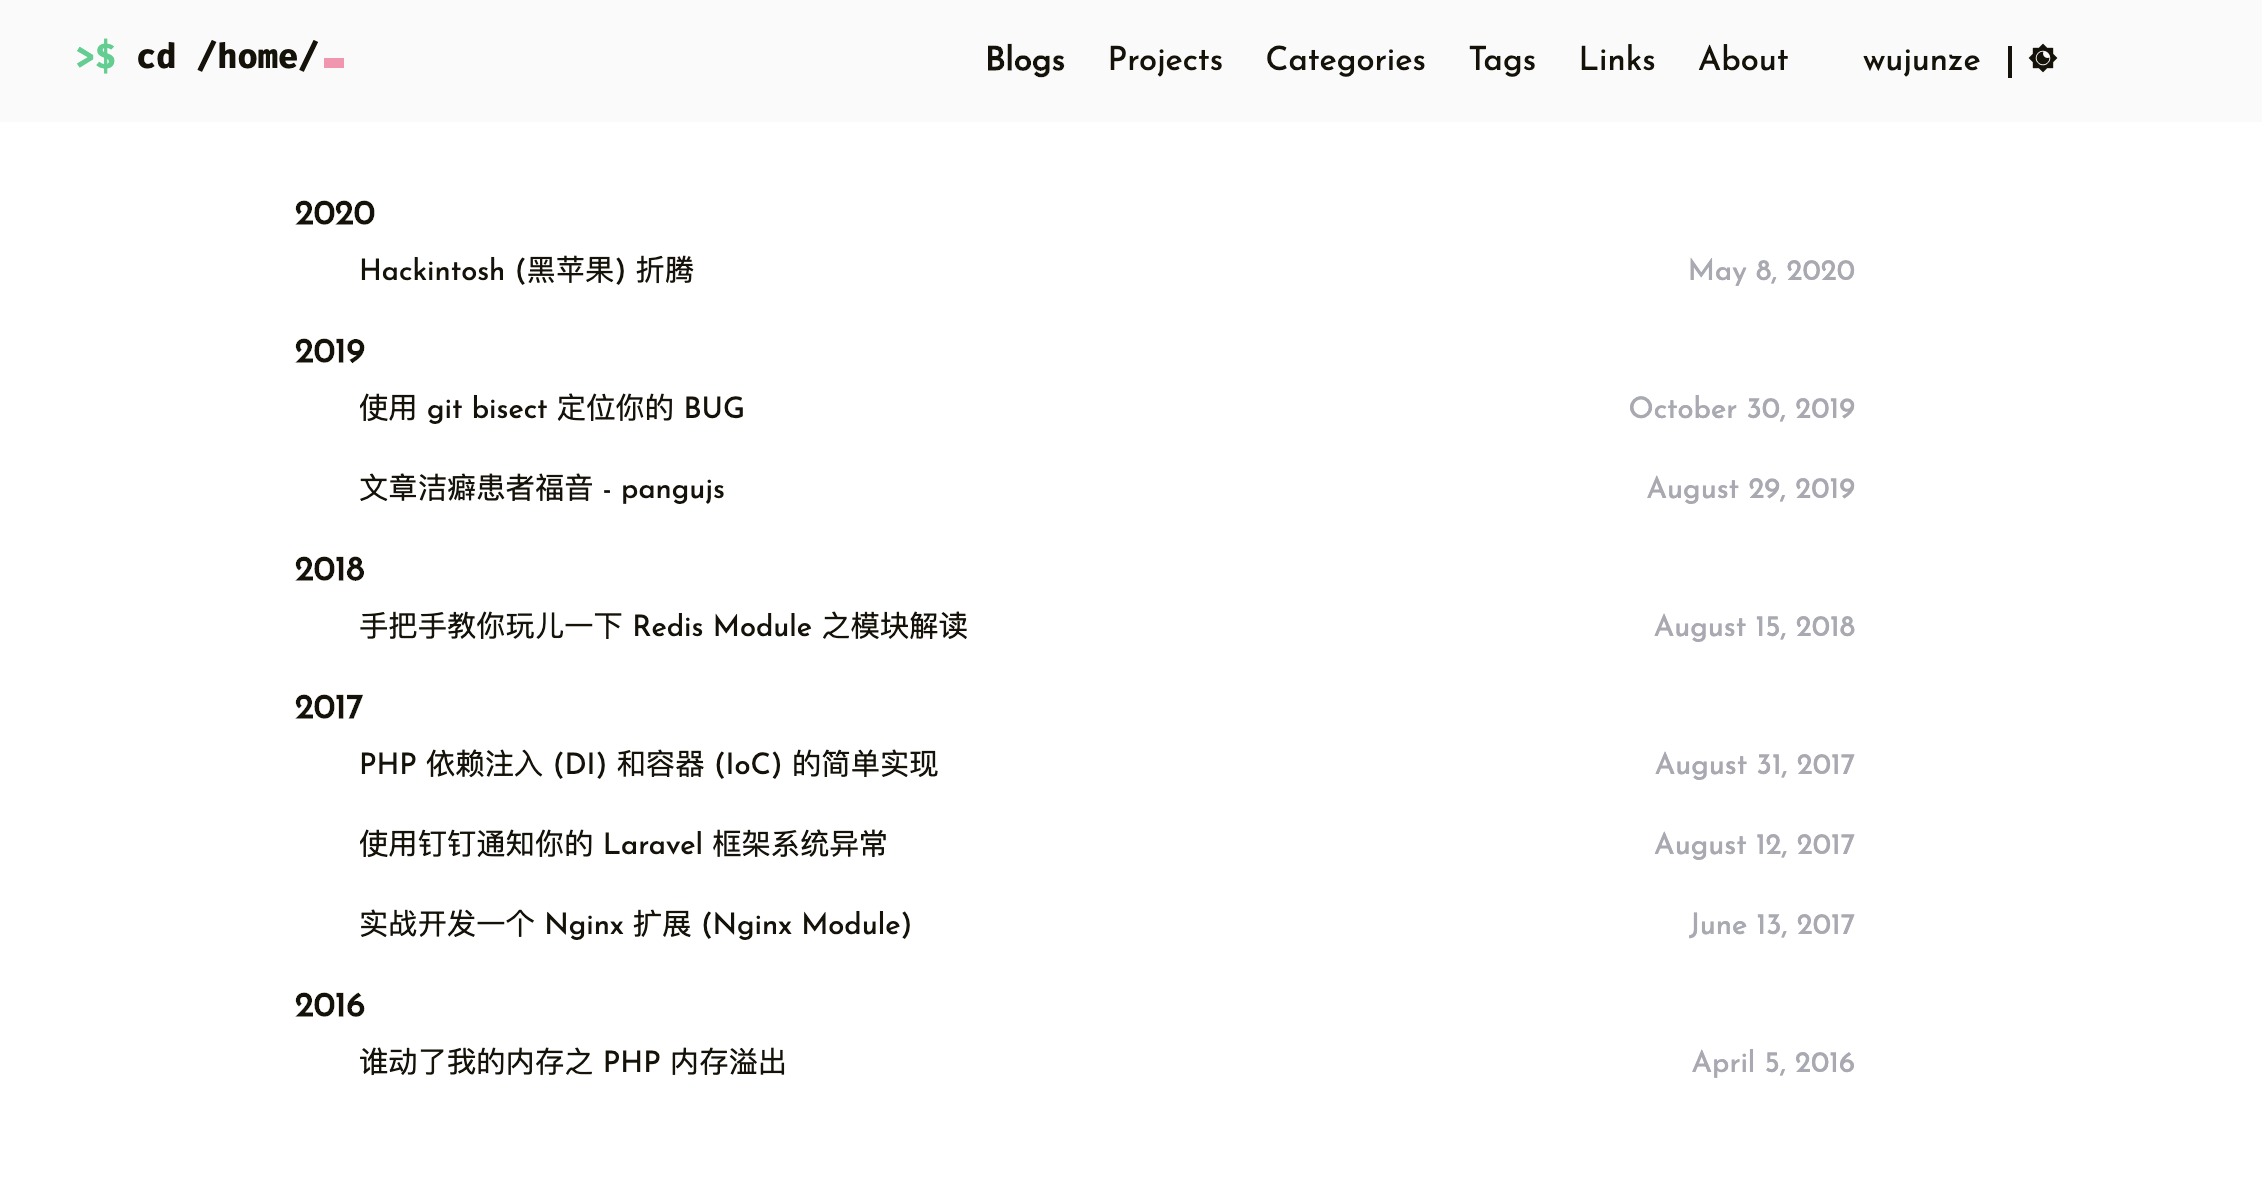 >$ cd /home/
Blogs Projects Categories Tags Links About wujunze |
2020
Hackintosh (黑苹果) 折腾 May 8, 2020
2019
使用 git bisect 定位你的 BUG October 30, 2019
文章洁癖患者福音 - pangujs August 29, 2019
2018
手把手教你玩儿一下 Redis Module 之模块解读 August 15, 2018
2017
PHP 依赖注入 (DI) 和容器 (IoC) 的简单实现 August 31, 2017
使用钉钉通知你的 Laravel 框架系统异常 August 12, 2017
实战开发一个 Nginx 扩展 (Nginx Module) June 13, 2017
2016
谁动了我的内存之 PHP 内存溢出 April 5, 2016